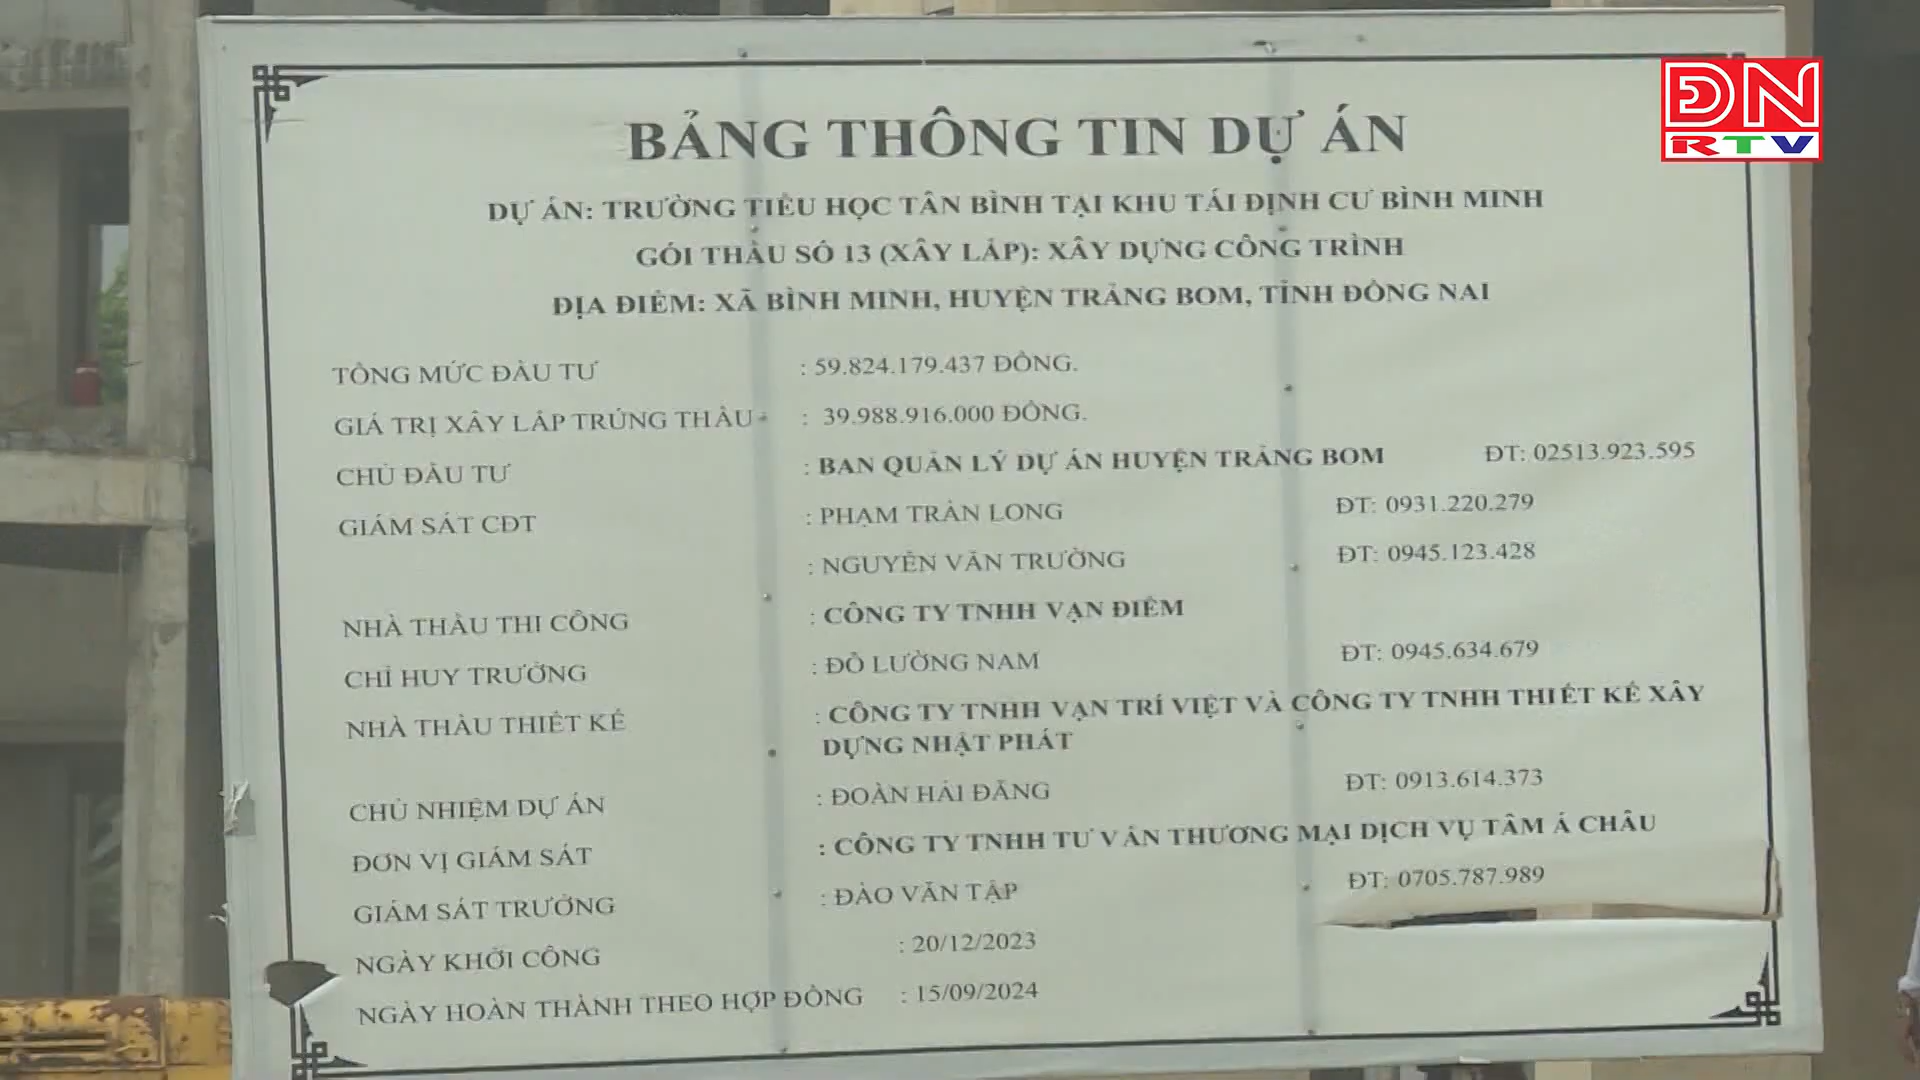 ĐN
RTV
BẢNG THÔNG TIN DỰ ÁN
DỰ ÁN: TRƯỜNG TIỂU HỌC TÂN BÌNH TẠI KHU TÁI ĐỊNH CƯ BÌNH MINH
GÓI THẦU SỐ 13 (XÂY LẮP): XÂY DỰNG CÔNG TRÌNH
ĐỊA ĐIỂM: XÃ BÌNH MINH, HUYỆN TRẢNG BOM, TỈNH ĐỒNG NAI
TỔNG MỨC ĐẦU TƯ : 59.824.179.437 ĐỒNG.
GIÁ TRỊ XÂY LẮP TRÚNG THẦU : 39.988.916.000 ĐỒNG.
CHỦ ĐẦU TƯ : BAN QUẢN LÝ DỰ ÁN HUYỆN TRẢNG BOM ĐT: 02513.923.595
GIÁM SÁT CĐT : PHẠM TRẦN LONG ĐT: 0931.220.279
: NGUYỄN VĂN TRƯỜNG ĐT: 0945.123.428
NHÀ THẦU THI CÔNG : CÔNG TY TNHH VẠN ĐIỂM
CHỈ HUY TRƯỞNG : ĐỖ LƯỜNG NAM ĐT: 0945.634.679
NHÀ THẦU THIẾT KẾ : CÔNG TY TNHH VẠN TRÍ VIỆT VÀ CÔNG TY TNHH THIẾT KẾ XÂY
DỰNG NHẬT PHÁT
CHỦ NHIỆM DỰ ÁN : ĐOÀN HẢI ĐĂNG ĐT: 0913.614.373
ĐƠN VỊ GIÁM SÁT : CÔNG TY TNHH TƯ VẤN THƯƠNG MẠI DỊCH VỤ TÂM Á CHÂU
GIÁM SÁT TRƯỞNG : ĐÀO VĂN TẬP ĐT: 0705.787.989
NGÀY KHỞI CÔNG : 20/12/2023
NGÀY HOÀN THÀNH THEO HỢP ĐỒNG : 15/09/2024